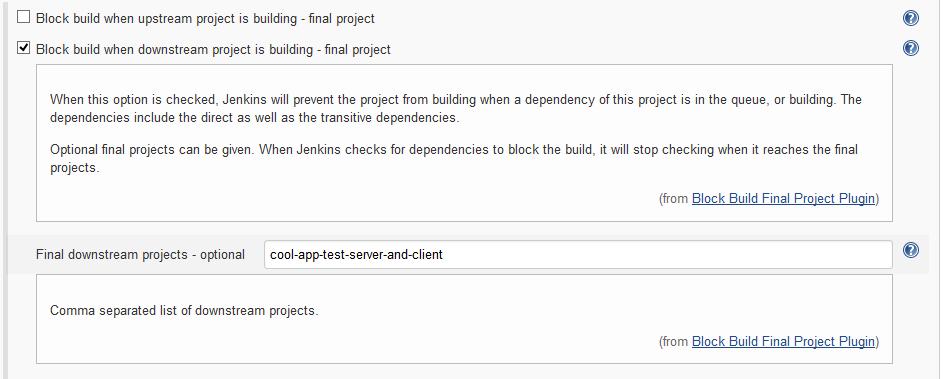 Block build when upstream project is building - final project
Block build when downstream project is building - final project
When this option is checked, Jenkins will prevent the project from building when a dependency of this project is in the queue, or building. The
dependencies include the direct as well as the transitive dependencies.
Optional final projects can be given. When Jenkins checks for dependencies to block the build, it will stop checking when it reaches the final
projects.
(from Block Build Final Project Plugin)
Final downstream projects - optional cool-app-test-server-and-client
Comma separated list of downstream projects.
(from Block Build Final Project Plugin)